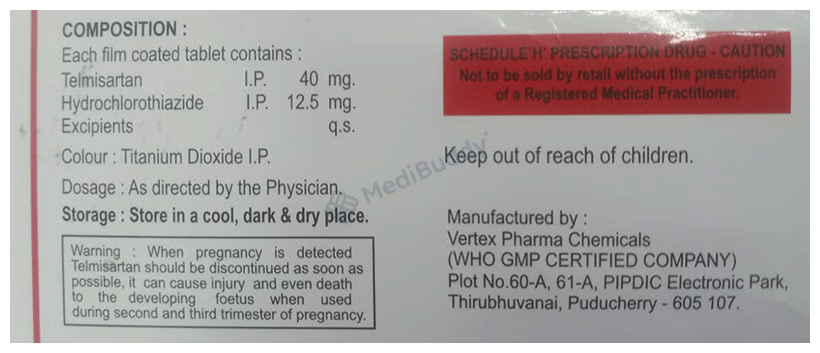 COMPOSITION :
Each film coated tablet contains :
Telmisartan I.P. 40 mg.
Hydrochlorothiazide I.P. 12.5 mg.
Excipients q.s.
Colour : Titanium Dioxide I.P.
Dosage : As directed by the Physician.
Storage : Store in a cool, dark & dry place.
Warning : When pregnancy is detected
Telmisartan should be discontinued as soon as
possible, it can cause injury and even death
to the developing foetus when used
during second and third trimester of pregnancy.
SCHEDULE'H' PRESCRIPTION DRUG - CAUTION
Not to be sold by retail without the prescription
of a Registered Medical Practitioner.
Keep out of reach of children.
Manufactured by :
Vertex Pharma Chemicals
(WHO GMP CERTIFIED COMPANY)
Plot No.60-A, 61-A, PIPDIC Electronic Park,
Thirubhuvanai, Puducherry - 605 107.
MediBuddy